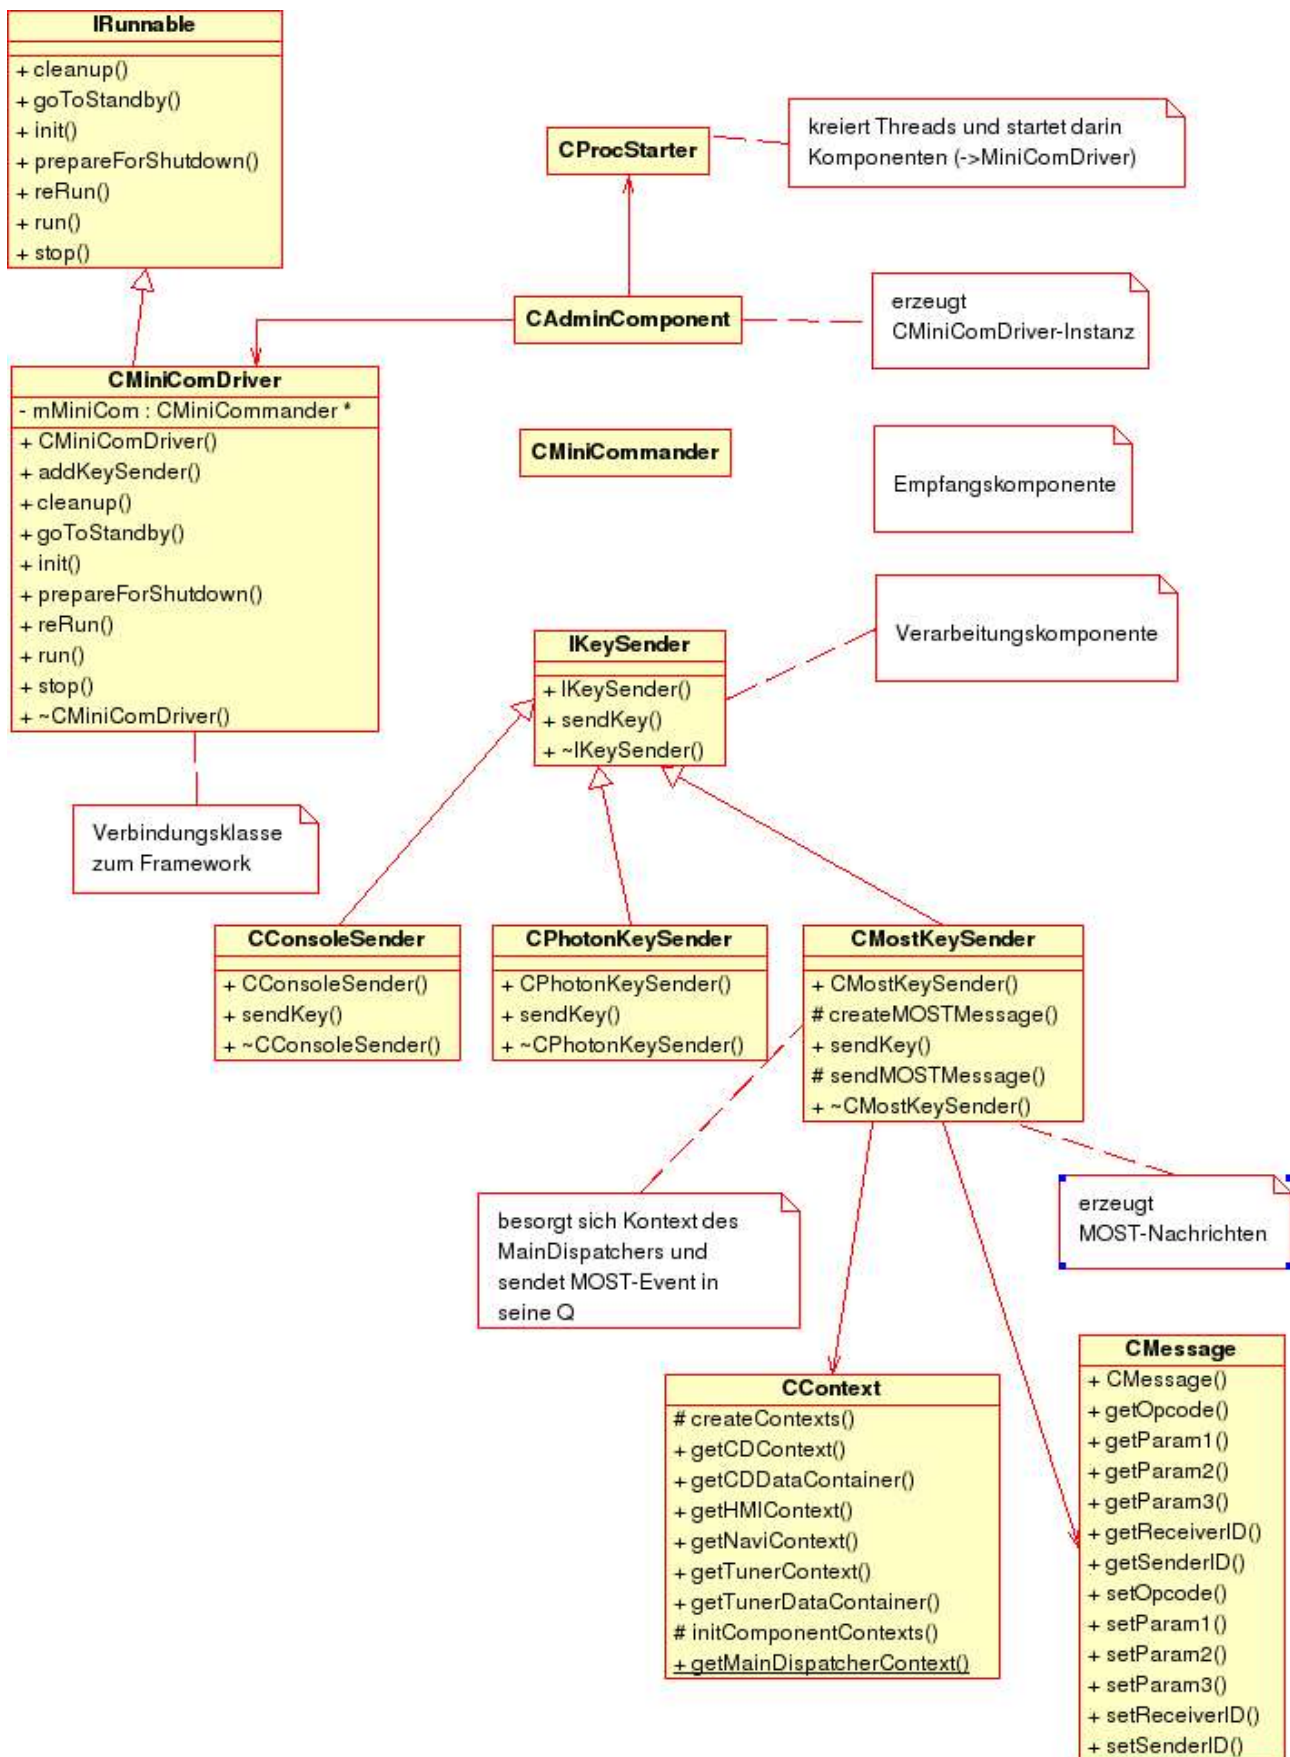 IRunnable
+ cleanup()
+ goToStandby()
+ init()
+ prepareForShutdown()
+ reRun()
+ run()
+ stop()
CProcStarter
kreiert Threads und startet darin
Komponenten (->MiniComDriver)
CAdminComponent
erzeugt
CMiniComDriver-Instanz
CMiniComDriver
- mMiniCom : CMiniCommander *
+ CMiniComDriver()
+ addKeySender()
+ cleanup()
+ goToStandby()
+ init()
+ prepareForShutdown()
+ reRun()
+ run()
+ stop()
+ ~CMiniComDriver()
CMiniCommander
Empfangskomponente
Verarbeitungskomponente
IKeySender
+ IKeySender()
+ sendKey()
+ ~IKeySender()
Verbindungsklasse
zum Framework
CConsoleSender
+ CConsoleSender()
+ sendKey()
+ ~CConsoleSender()
CPhotonKeySender
+ CPhotonKeySender()
+ sendKey()
+ ~CPhotonKeySender()
CMostKeySender
+ CMostKeySender()
# createMOSTMessage()
+ sendKey()
# sendMOSTMessage()
+ ~CMostKeySender()
besorgt sich Kontext des
MainDispatchers und
sendet MOST-Event in
seine Q
erzeugt
MOST-Nachrichten
CContext
# createContexts()
+ getCDContext()
+ getCDDataContainer()
+ getHMIContext()
+ getNaviContext()
+ getTunerContext()
+ getTunerDataContainer()
# initComponentContexts()
+ getMainDispatcherContext()
CMessage
+ CMessage()
+ getOpcode()
+ getParam1()
+ getParam2()
+ getParam3()
+ getReceiverID()
+ getSenderID()
+ setOpcode()
+ setParam1()
+ setParam2()
+ setParam3()
+ setReceiverID()
+ setSenderID()